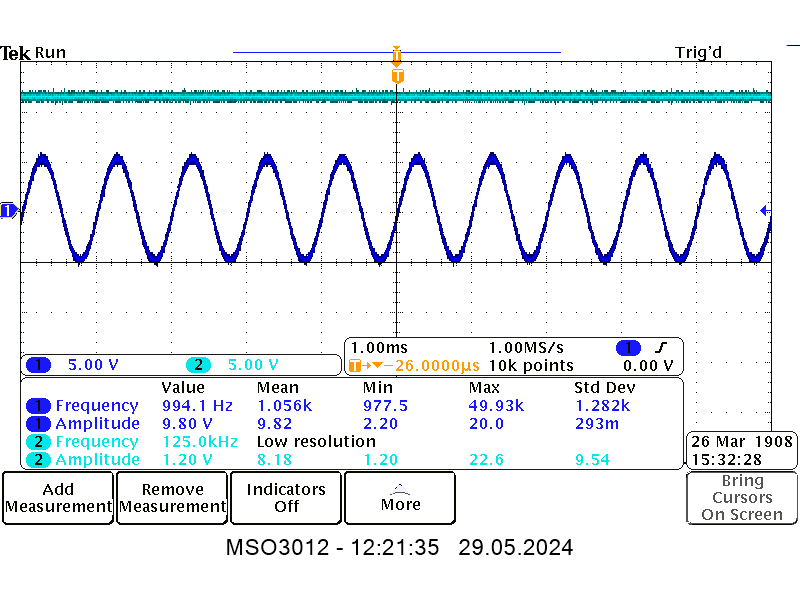 Tek Run Trig'd
T
T
1
1.00ms 1.00MS/s 1
T→▼−26.0000µs 10k points 0.00 V
1 5.00 V 2 5.00 V
Value Mean Min Max Std Dev
1 Frequency 994.1 Hz 1.056k 977.5 49.93k 1.282k
1 Amplitude 9.80 V 9.82 2.20 20.0 293m
2 Frequency 125.0kHz Low resolution
2 Amplitude 1.20 V 8.18 1.20 22.6 9.54
26 Mar 1908
15:32:28
Add
Measurement
Remove
Measurement
Indicators
Off
More
Bring
Cursors
On Screen
MSO3012 - 12:21:35 29.05.2024